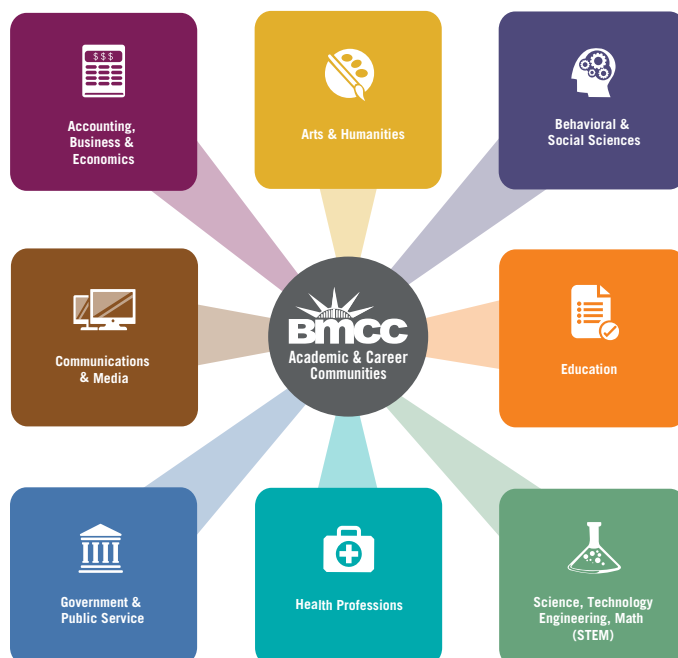 $ $ $
Accounting,
Business &
Economics
Arts & Humanities
Behavioral &
Social Sciences
Communications
& Media
BMCC
Academic & Career
Communities
Education
Government &
Public Service
Health Professions
Science, Technology
Engineering, Math
(STEM)